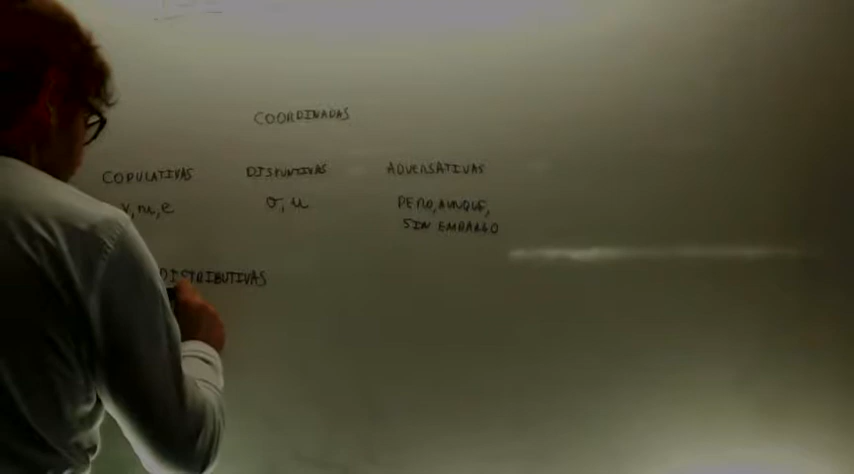 COORDINADAS
COPULATIVAS DISYUNTIVAS ADVERSATIVAS
y, ni, e o, u PERO, AUNQUE,
SIN EMBARGO
DISTRIBUTIVAS